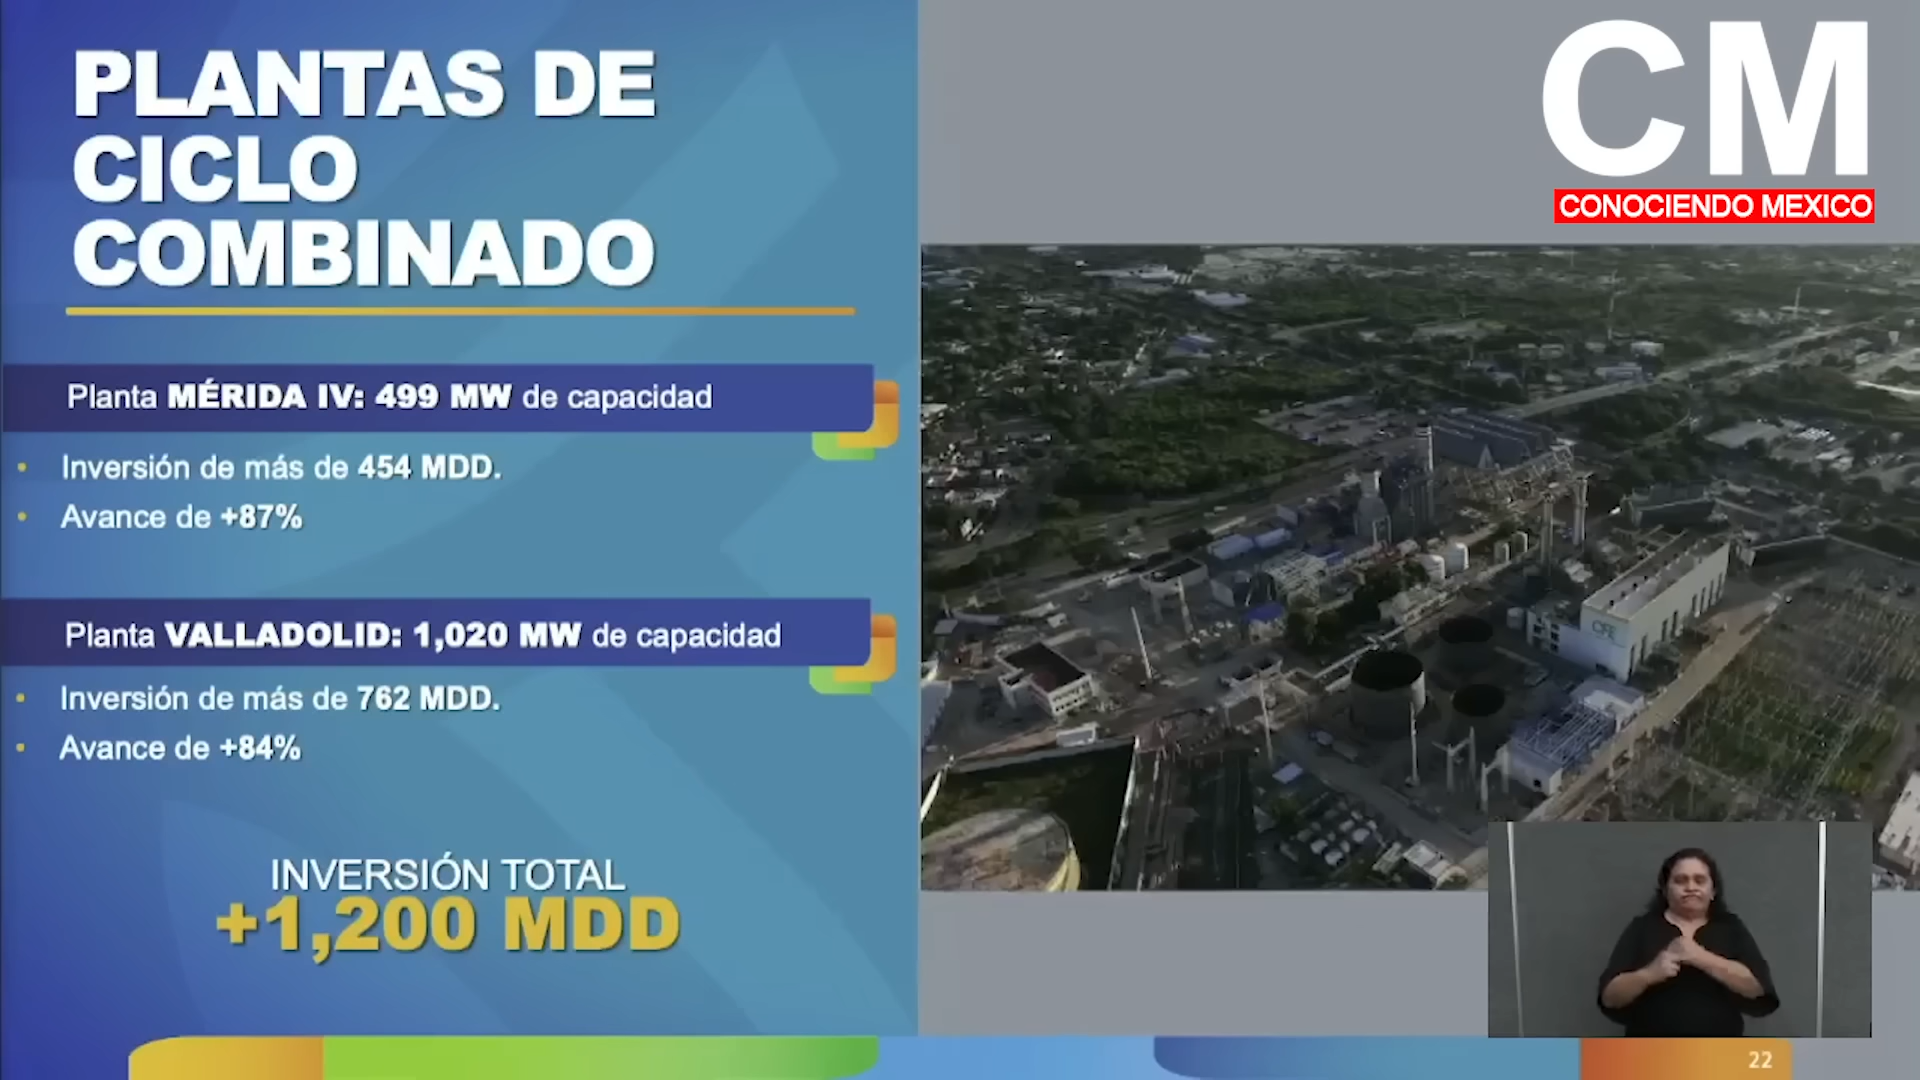 PLANTAS DE
CICLO
COMBINADO
Planta MÉRIDA IV: 499 MW de capacidad
• Inversión de más de 454 MDD.
• Avance de +87%
Planta VALLADOLID: 1,020 MW de capacidad
• Inversión de más de 762 MDD.
• Avance de +84%
INVERSIÓN TOTAL
+1,200 MDD
CM
CONOCIENDO MEXICO
CFE
22